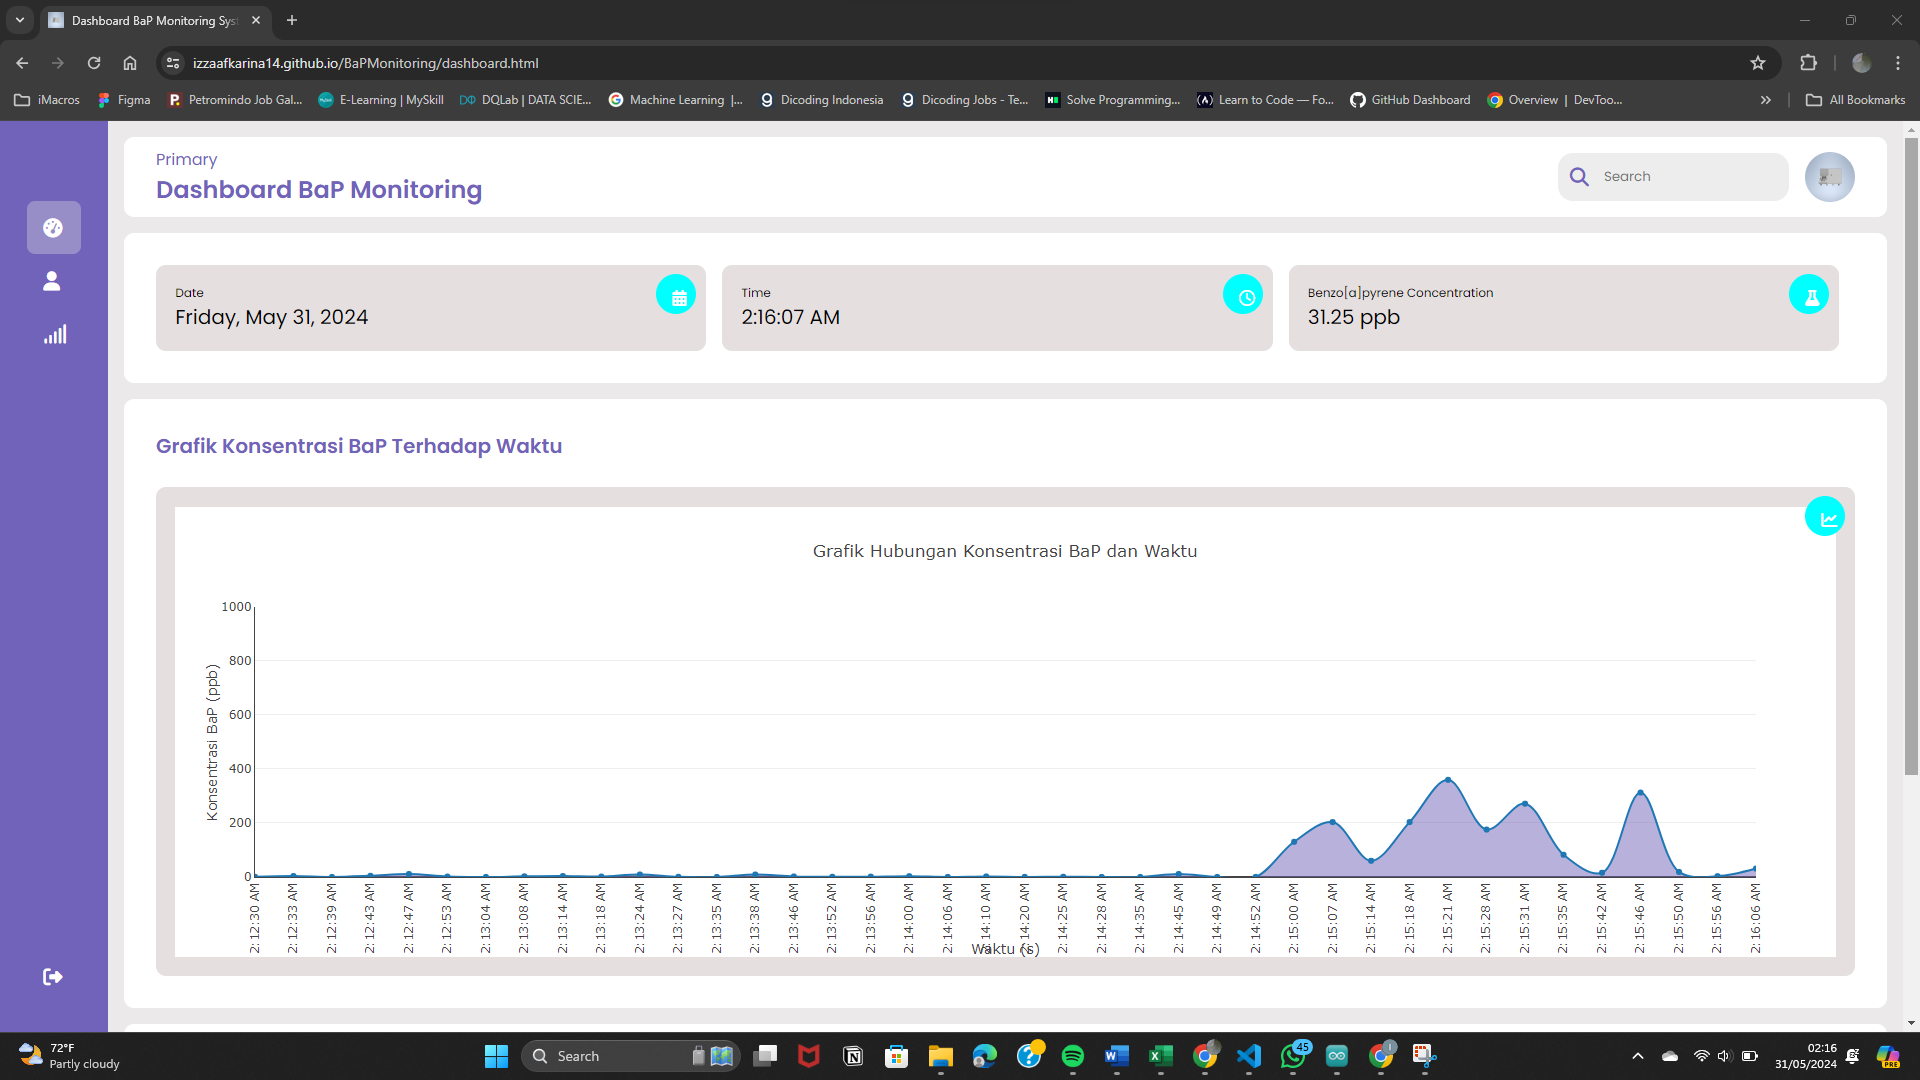 Dashboard BaP Monitoring Sys
izzaafkarina14.github.io/BaPMonitoring/dashboard.html
iMacros
Figma
Petromindo Job Gal...
E-Learning | MySkill
DQLab | DATA SCIE...
Machine Learning |...
Dicoding Indonesia
Dicoding Jobs - Te...
Solve Programming...
Learn to Code — Fo...
GitHub Dashboard
Overview | DevToo...
All Bookmarks
Primary
Dashboard BaP Monitoring
Search
Date
Friday, May 31, 2024
Time
2:16:07 AM
Benzo[a]pyrene Concentration
31.25 ppb
Grafik Konsentrasi BaP Terhadap Waktu
Grafik Hubungan Konsentrasi BaP dan Waktu
Konsentrasi BaP (ppb)
1000
800
600
400
200
0
2:12:30 AM
2:12:33 AM
2:12:39 AM
2:12:43 AM
2:12:47 AM
2:12:53 AM
2:13:04 AM
2:13:08 AM
2:13:14 AM
2:13:18 AM
2:13:24 AM
2:13:27 AM
2:13:35 AM
2:13:38 AM
2:13:46 AM
2:13:52 AM
2:13:56 AM
2:14:00 AM
2:14:06 AM
2:14:10 AM
2:14:20 AM
2:14:25 AM
2:14:28 AM
2:14:35 AM
2:14:45 AM
2:14:49 AM
2:14:52 AM
2:15:00 AM
2:15:07 AM
2:15:14 AM
2:15:18 AM
2:15:21 AM
2:15:28 AM
2:15:31 AM
2:15:35 AM
2:15:42 AM
2:15:46 AM
2:15:50 AM
2:15:56 AM
2:16:06 AM
Waktu (s)
72°F
Partly cloudy
Search
45
02:16
31/05/2024
PRE